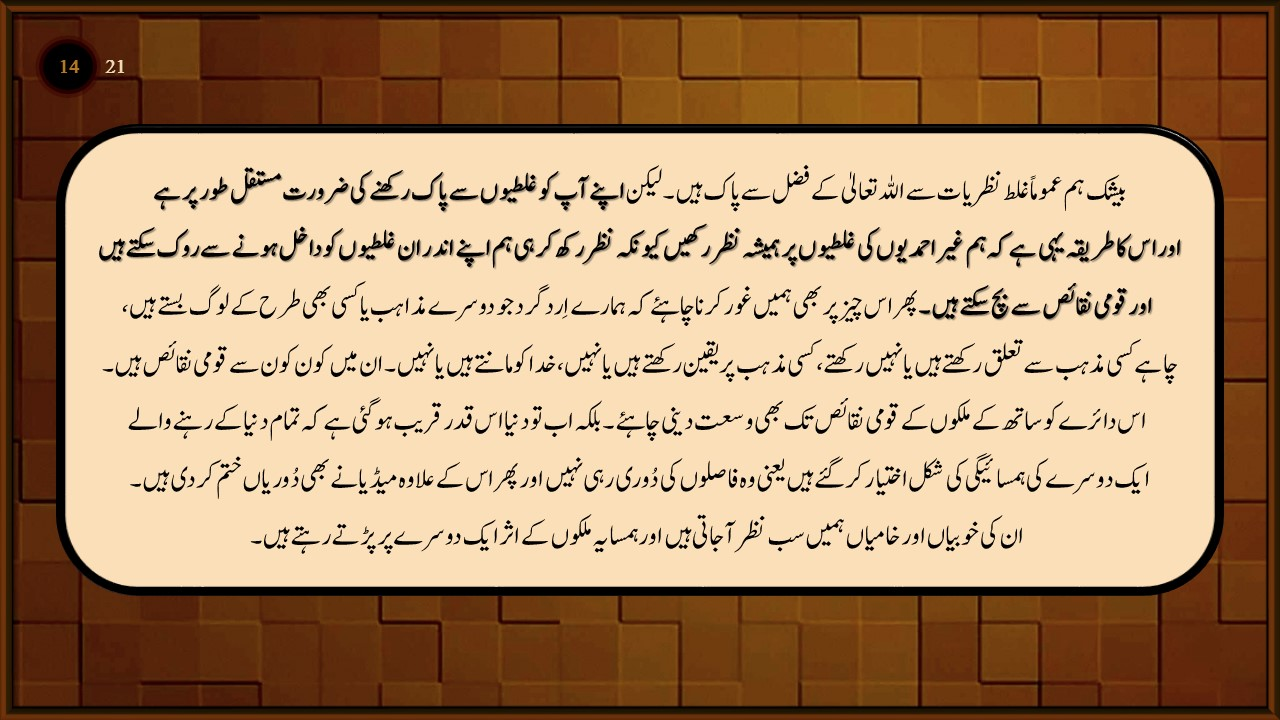 14 21
بیشک ہم عموماً غلط نظریات سے اللہ تعالیٰ کے فضل سے پاک ہیں۔ لیکن اپنے آپ کو غلطیوں سے پاک رکھنے کی ضرورت مستقل طور پر ہے
اور اس کا طریقہ یہی ہے کہ ہم غیر احمدیوں کی غلطیوں پر ہمیشہ نظر رکھیں کیونکہ نظر رکھ کر ہی ہم اپنے اندر ان غلطیوں کو داخل ہونے سے روک سکتے ہیں
اور قومی نقائص سے بچ سکتے ہیں۔ پھر اس چیز پر بھی ہمیں غور کرنا چاہئے کہ ہمارے اِرد گرد جو دوسرے مذاہب یا کسی بھی طرح کے لوگ بستے ہیں،
چاہے کسی مذہب سے تعلق رکھتے ہیں یا نہیں رکھتے، کسی مذہب پر یقین رکھتے ہیں یا نہیں، خدا کو مانتے ہیں یا نہیں۔ ان میں کون کون سے قومی نقائص ہیں۔
اس دائرے کو ساتھ کے ملکوں کے قومی نقائص تک بھی وسعت دینی چاہئے۔ بلکہ اب تو دنیا اس قدر قریب ہو گئی ہے کہ تمام دنیا کے رہنے والے
ایک دوسرے کی ہمسائیگی کی شکل اختیار کر گئے ہیں یعنی وہ فاصلوں کی دُوری رہی نہیں اور پھر اس کے علاوہ میڈیا نے بھی دُوریاں ختم کر دی ہیں۔
ان کی خوبیاں اور خامیاں ہمیں سب نظر آ جاتی ہیں اور ہمسایہ ملکوں کے اثر ایک دوسرے پر پڑتے رہتے ہیں۔